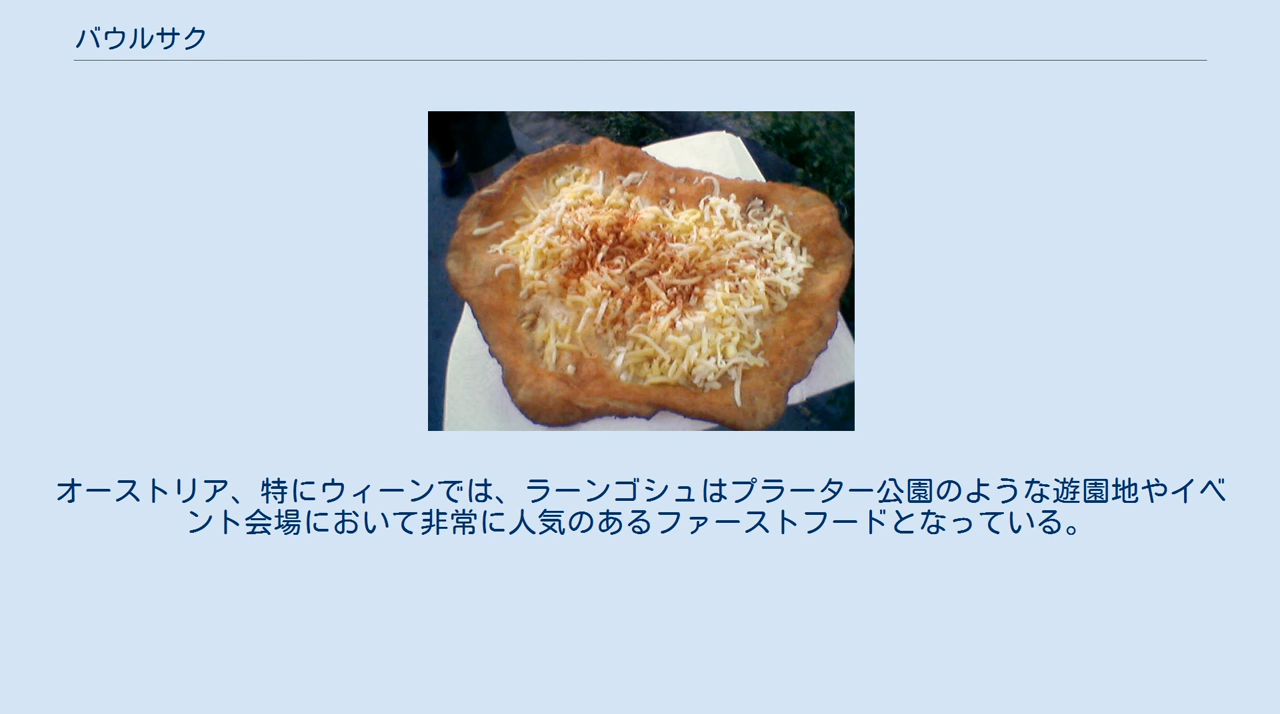 バウルサク
オーストリア、特にウィーンでは、ラーンゴシュはプラーター公園のような遊園地やイベ
ント会場において非常に人気のあるファーストフードとなっている。